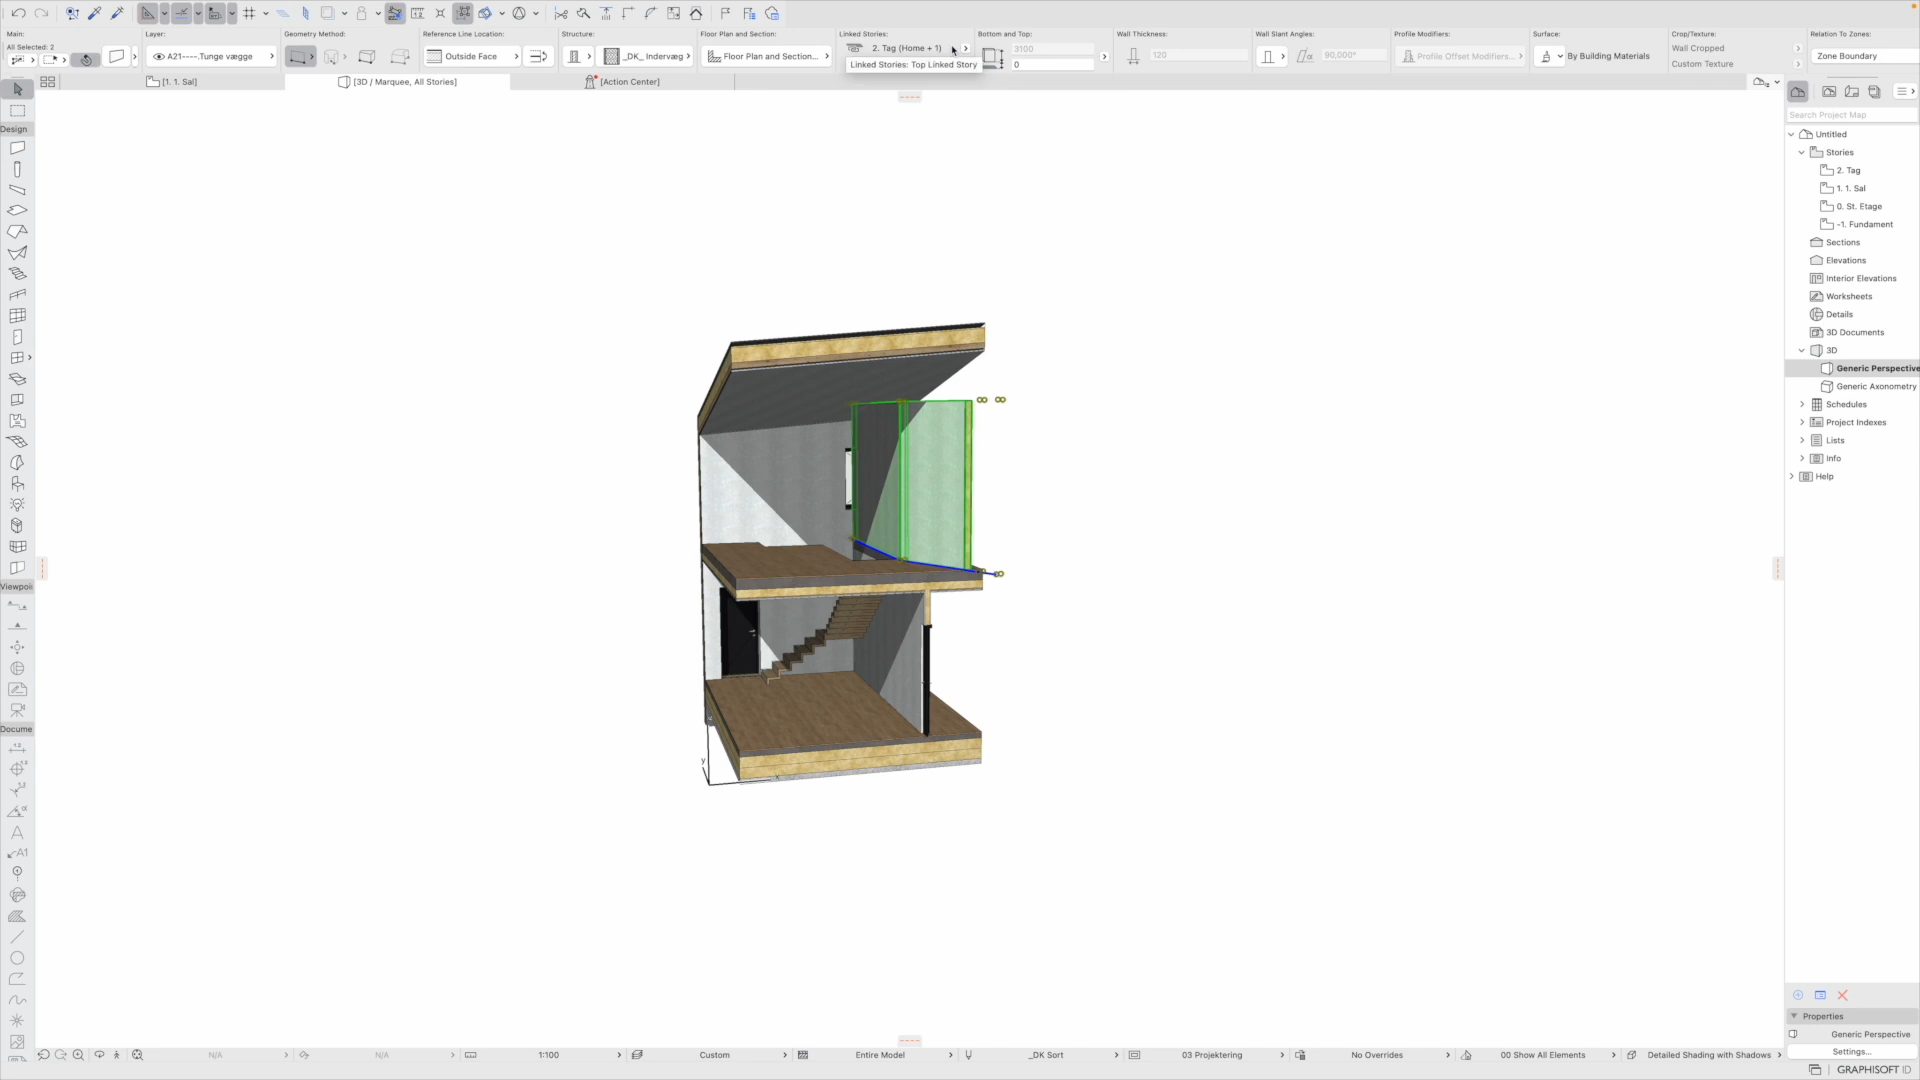 Main:
All Selected: 2
Layer:
A21----.Tunge vægge
Geometry Method:
Reference Line Location:
Outside Face
Structure:
_DK_ Indervæg
Floor Plan and Section:
Floor Plan and Section...
Linked Stories:
2. Tag (Home + 1)
Linked Stories: Top Linked Story
Bottom and Top:
3100
0
Wall Thickness:
120
Wall Slant Angles:
90,000°
Profile Modifiers:
Profile Offset Modifiers...
Surface:
By Building Materials
Crop/Texture:
Wall Cropped
Custom Texture
Relation To Zones:
Zone Boundary
[1. 1. Sal]
[3D / Marquee, All Stories]
[Action Center]
Design
Viewpoi
Docume
A1
y
Search Project Map
Untitled
Stories
2. Tag
1. 1. Sal
0. St. Etage
-1. Fundament
Sections
Elevations
Interior Elevations
Worksheets
Details
3D Documents
3D
Generic Perspective
Generic Axonometry
Schedules
Project Indexes
Lists
Info
Help
Properties
Generic Perspective
Settings...
N/A
N/A
1:100
Custom
Entire Model
_DK Sort
03 Projektering
No Overrides
00 Show All Elements
Detailed Shading with Shadows
GRAPHISOFT ID